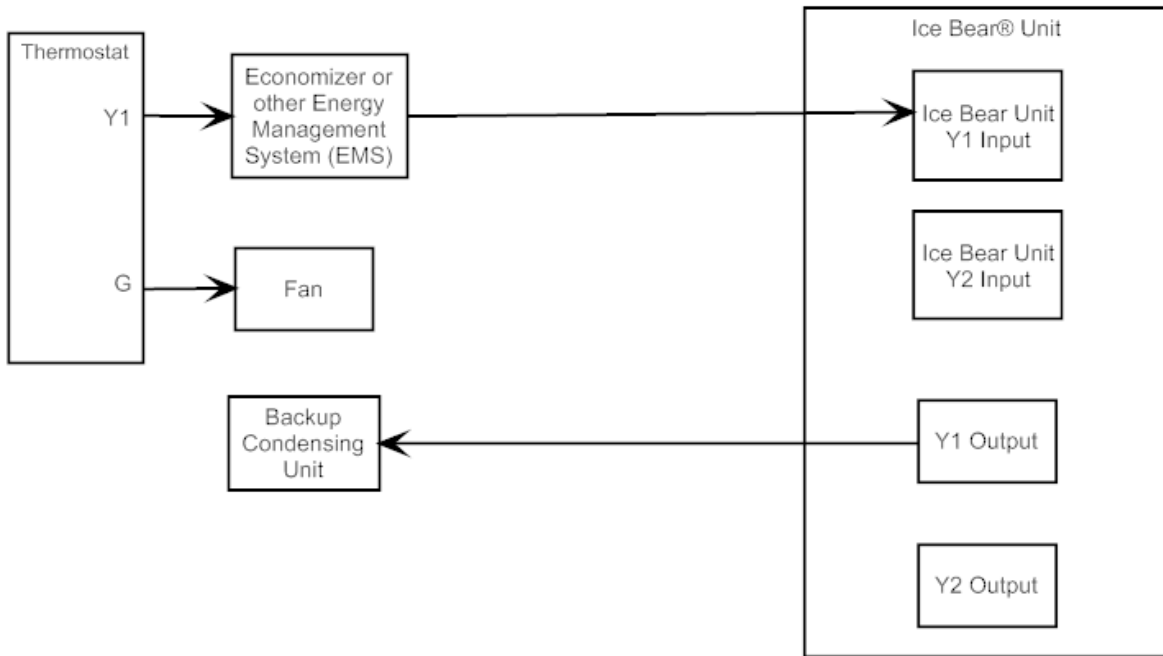 Thermostat
Y1
G
Economizer or
other Energy
Management
System (EMS)
Fan
Backup
Condensing
Unit
Ice Bear® Unit
Ice Bear Unit
Y1 Input
Ice Bear Unit
Y2 Input
Y1 Output
Y2 Output